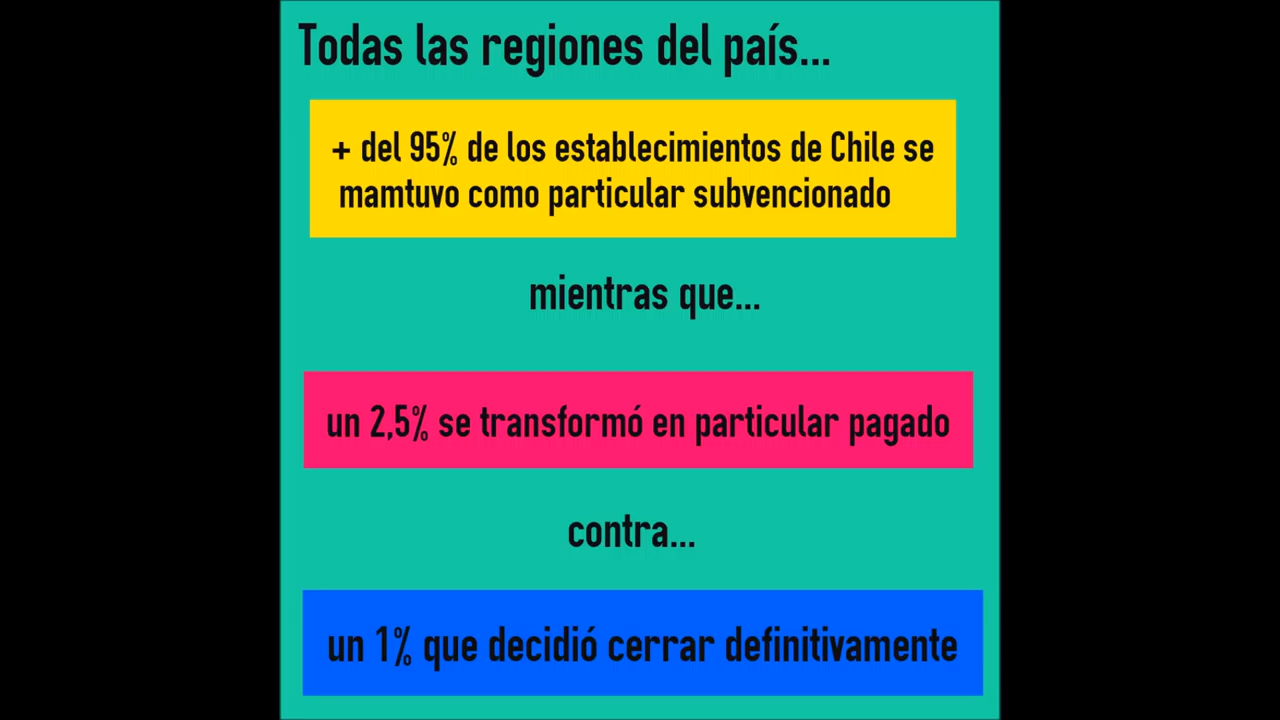 Todas las regiones del país...
+ del 95% de los establecimientos de Chile se
mamtuvo como particular subvencionado
mientras que...
un 2,5% se transformó en particular pagado
contra...
un 1% que decidió cerrar definitivamente